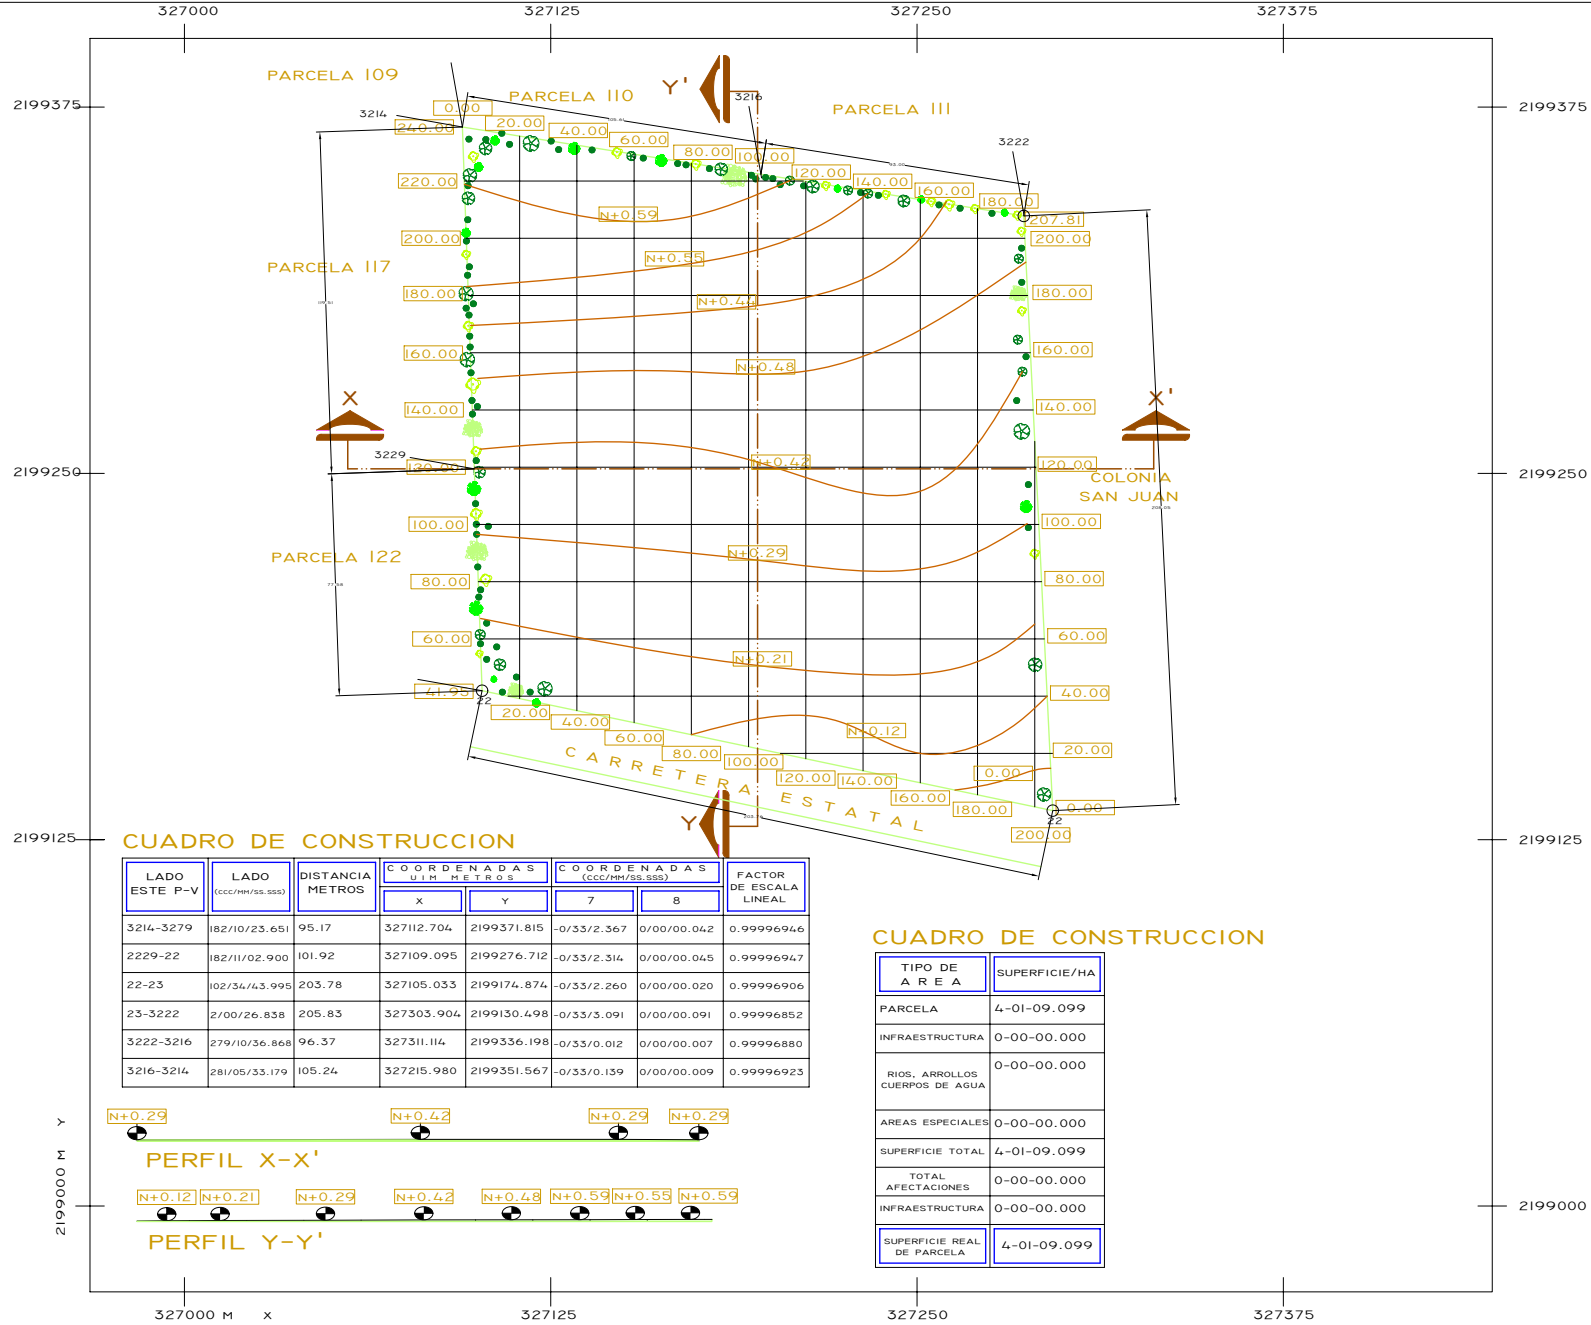 327000
327125
327250
327375
PARCELA 109
PARCELA 110
Y'
3216
PARCELA 111
2199375
2199375
0.00
3214
240.00
20.00
40.00
60.00
80.00
100.00
120.00
140.00
160.00
180.00
3222
207.81
220.00
200.00
200.00
N+0.59
N+0.55
PARCELA 117
180.00
180.00
N+0.44
160.00
160.00
N+0.48
X
X'
140.00
140.00
3229
120.00
N+0.42
120.00
2199250
2199250
COLONIA
SAN JUAN
100.00
100.00
PARCELA 122
N+0.29
80.00
80.00
60.00
60.00
N+0.21
41.95
22
40.00
20.00
40.00
60.00
80.00
100.00
120.00
140.00
160.00
180.00
200.00
N+0.12
20.00
0.00
0.00
22
CARRETERA ESTATAL
Y
2199125
2199125
CUADRO DE CONSTRUCCION
LADO ESTE P-V
LADO (CCC/MM/SS.SSS)
DISTANCIA METROS
COORDENADAS UIM METROS
COORDENADAS (CCC/MM/SS.SSS)
FACTOR DE ESCALA LINEAL
X Y 7 8
3214-3279 182/10/23.651 95.17 327112.704 2199371.815 -0/33/2.367 0/00/00.042 0.99996946
2229-22 182/11/02.900 101.92 327109.095 2199276.712 -0/33/2.314 0/00/00.045 0.99996947
22-23 102/34/43.995 203.78 327105.033 2199174.874 -0/33/2.260 0/00/00.020 0.99996906
23-3222 2/00/26.838 205.83 327303.904 2199130.498 -0/33/3.091 0/00/00.091 0.99996852
3222-3216 279/10/36.868 96.37 327311.114 2199336.198 -0/33/0.012 0/00/00.007 0.99996880
3216-3214 281/05/33.179 105.24 327215.980 2199351.567 -0/33/0.139 0/00/00.009 0.99996923
CUADRO DE CONSTRUCCION
TIPO DE AREA SUPERFICIE/HA
PARCELA 4-01-09.099
INFRAESTRUCTURA 0-00-00.000
RIOS, ARROLLOS CUERPOS DE AGUA 0-00-00.000
AREAS ESPECIALES 0-00-00.000
SUPERFICIE TOTAL 4-01-09.099
TOTAL AFECTACIONES 0-00-00.000
INFRAESTRUCTURA 0-00-00.000
SUPERFICIE REAL DE PARCELA 4-01-09.099
N+0.29 N+0.42 N+0.29 N+0.29
PERFIL X-X'
N+0.12 N+0.21 N+0.29 N+0.42 N+0.48 N+0.59 N+0.55 N+0.59
PERFIL Y-Y'
2199000 M Y
2199000
327000 M X
327125
327250
327375